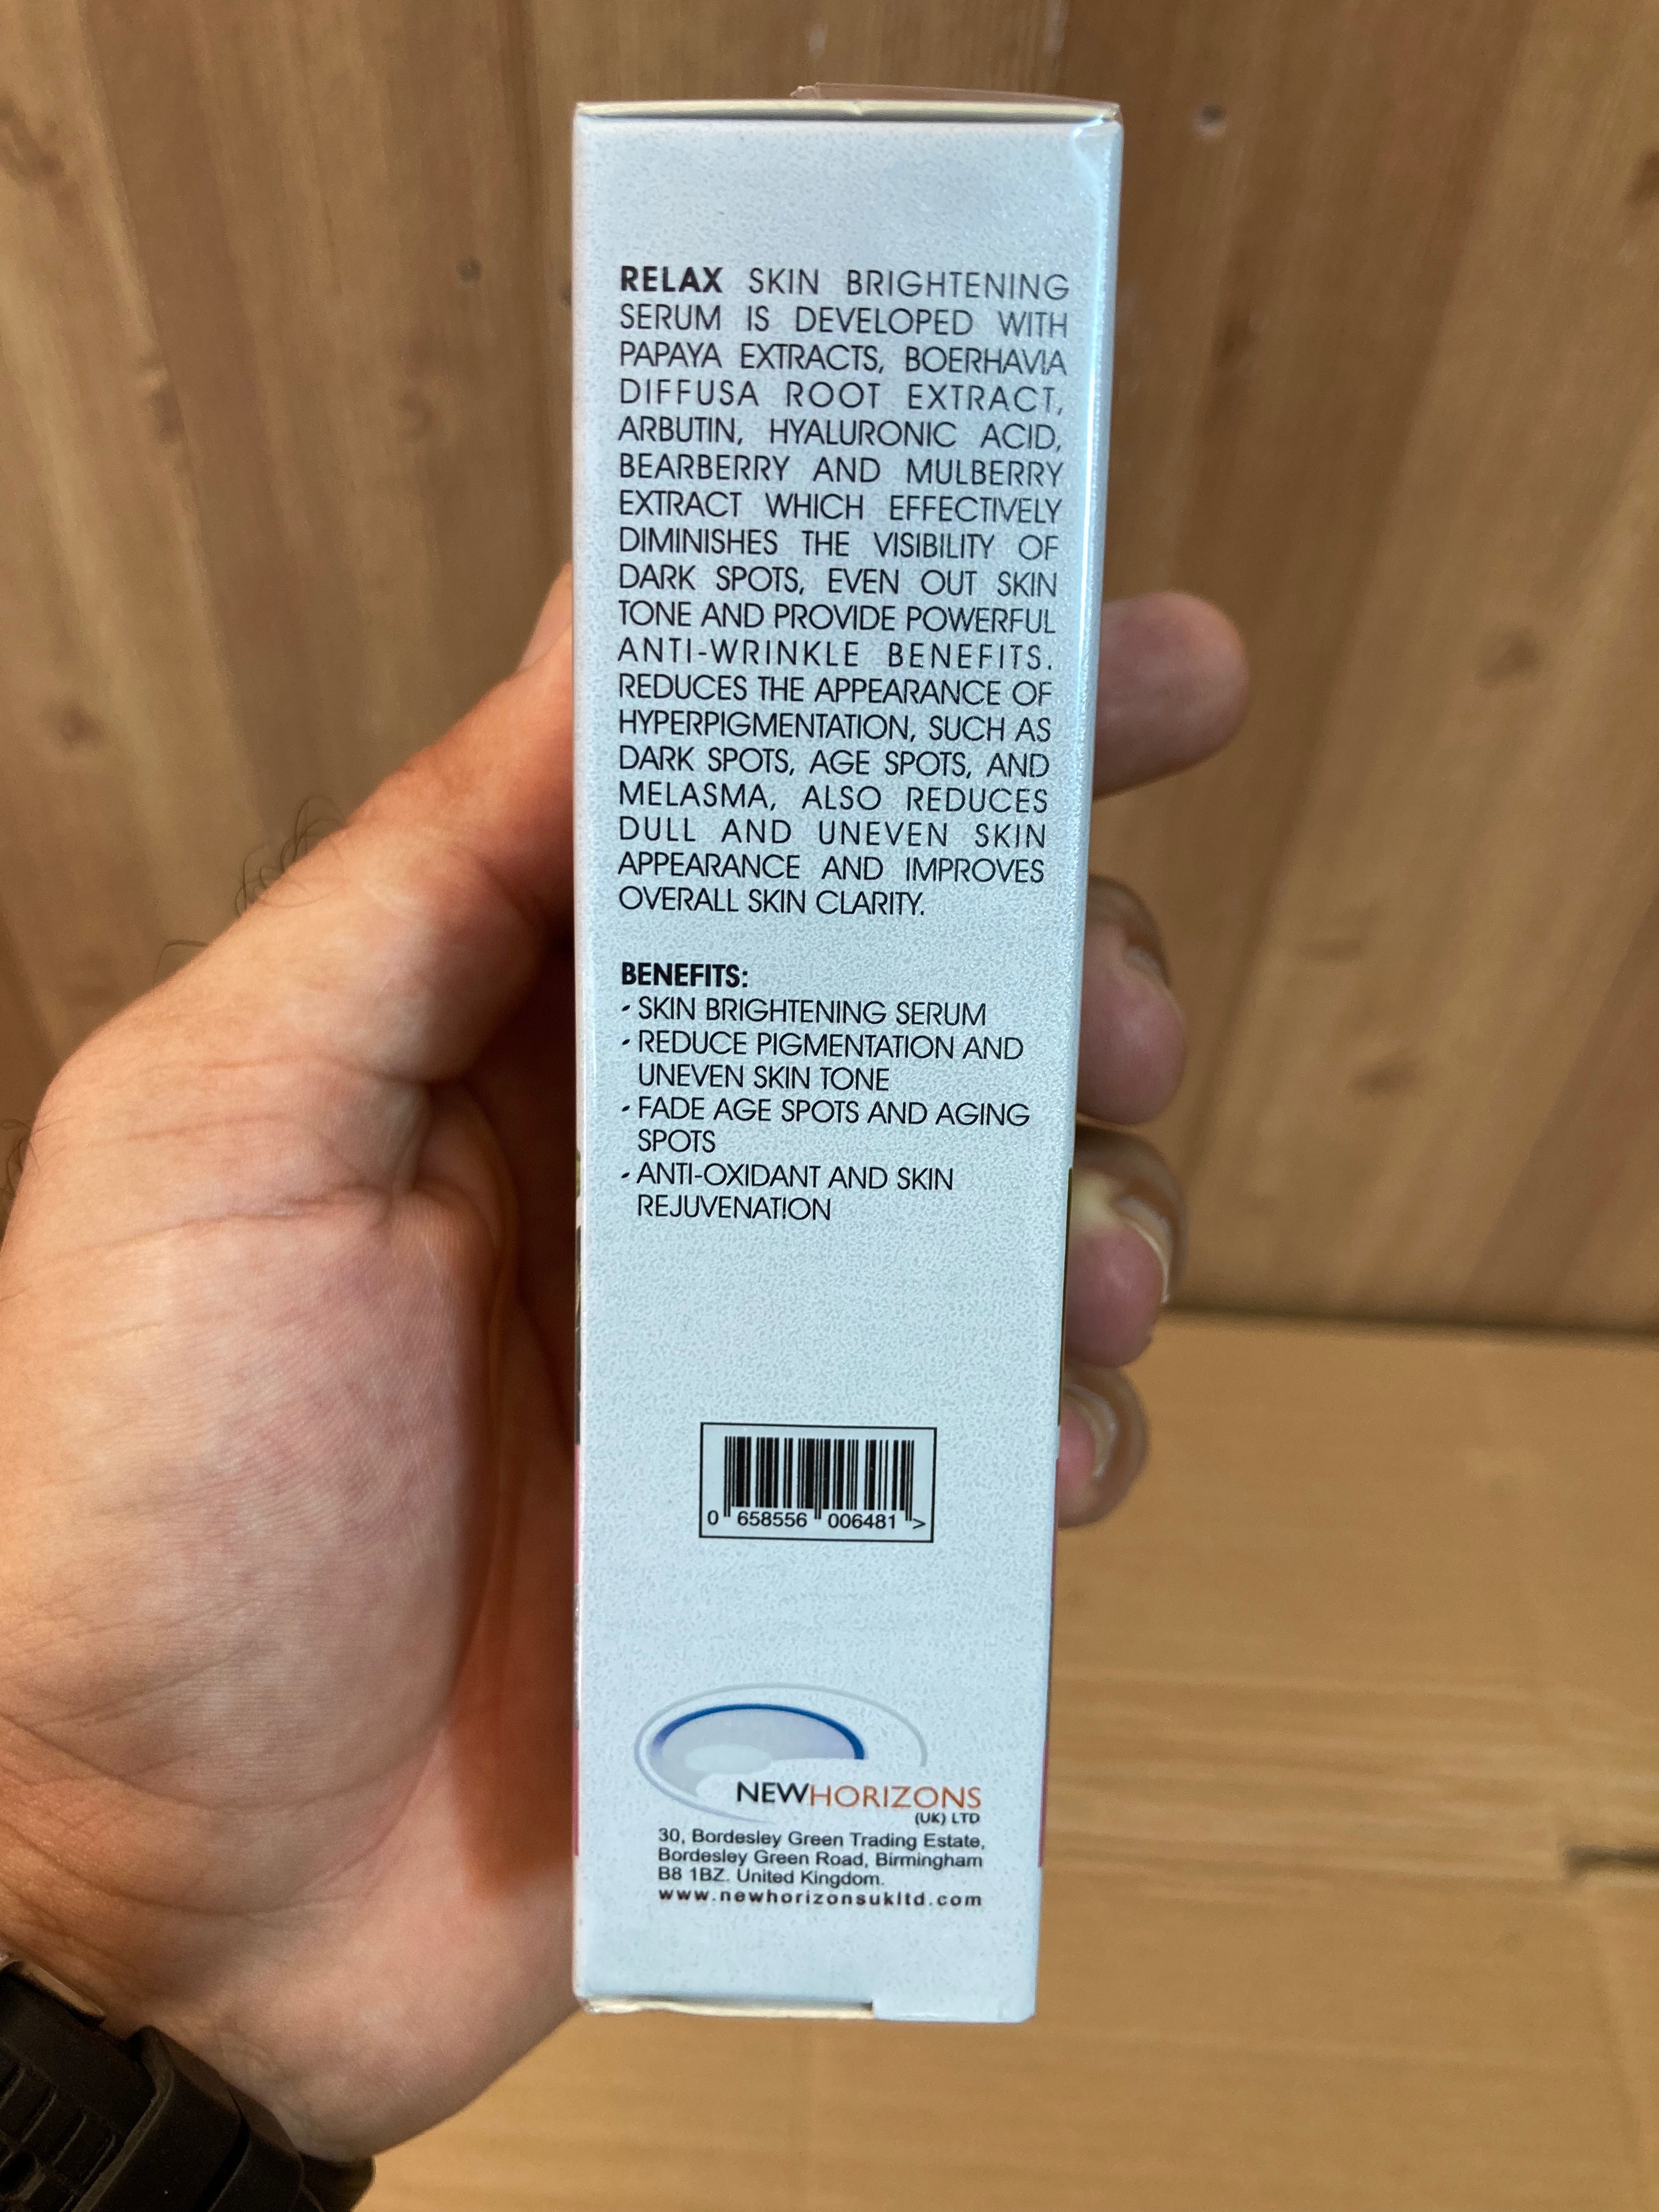 RELAX SKIN BRIGHTENING
SERUM IS DEVELOPED WITH
PAPAYA EXTRACTS, BOERHAVIA
DIFFUSA ROOT EXTRACT,
ARBUTIN, HYALURONIC ACID,
BEARBERRY AND MULBERRY
EXTRACT WHICH EFFECTIVELY
DIMINISHES THE VISIBILITY OF
DARK SPOTS, EVEN OUT SKIN
TONE AND PROVIDE POWERFUL
ANTI-WRINKLE BENEFITS.
REDUCES THE APPEARANCE OF
HYPERPIGMENTATION, SUCH AS
DARK SPOTS, AGE SPOTS, AND
MELASMA, ALSO REDUCES
DULL AND UNEVEN SKIN
APPEARANCE AND IMPROVES
OVERALL SKIN CLARITY.
BENEFITS:
- SKIN BRIGHTENING SERUM
- REDUCE PIGMENTATION AND
UNEVEN SKIN TONE
- FADE AGE SPOTS AND AGING
SPOTS
- ANTI-OXIDANT AND SKIN
REJUVENATION
0 658556 006481 >
NEWHORIZONS
(UK) LTD
30, Bordesley Green Trading Estate,
Bordesley Green Road, Birmingham
B8 1BZ. United Kingdom.
www.newhorizonsukltd.com